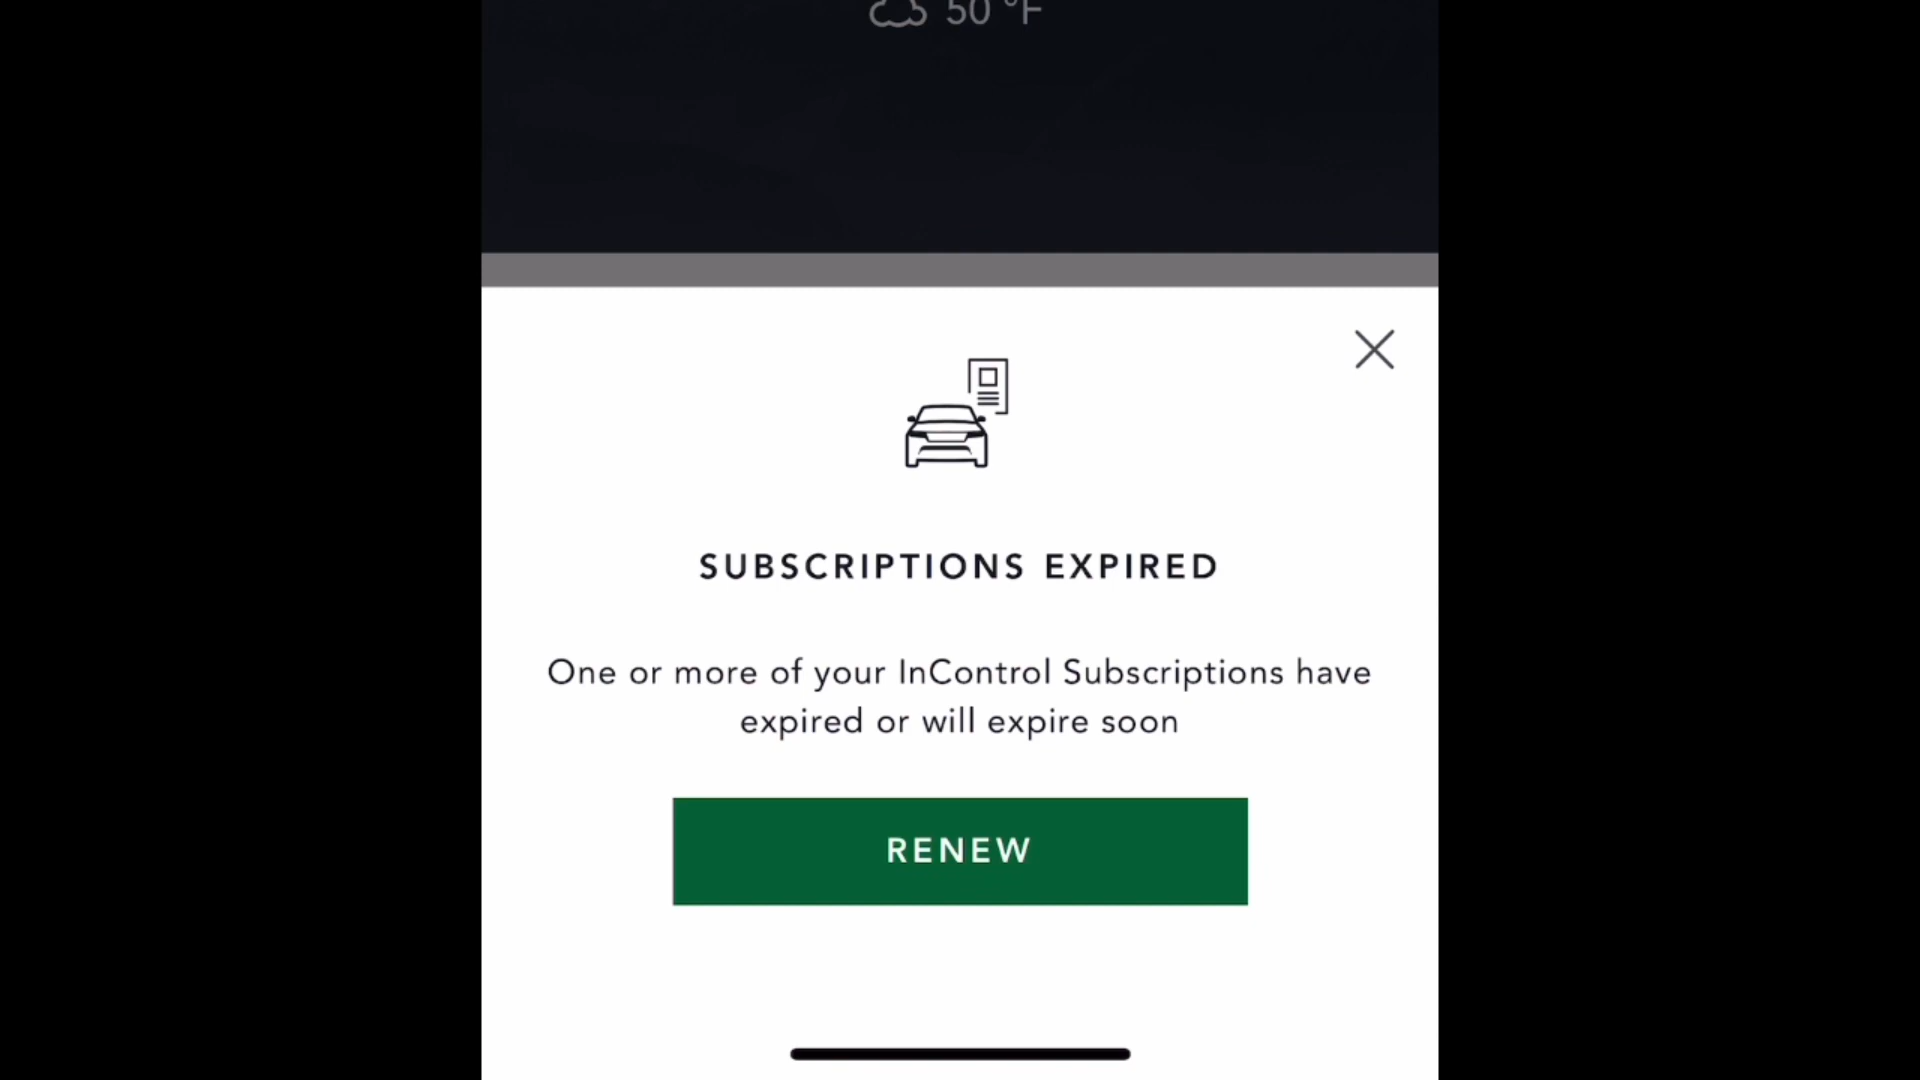 50 °F
SUBSCRIPTIONS EXPIRED
One or more of your InControl Subscriptions have
expired or will expire soon
RENEW